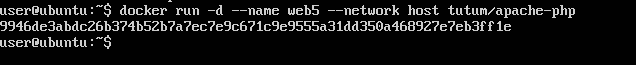 user@ubuntu:~$ docker run -d --name web5 --network host tutum/apache-php
9946de3abdc26b374b52b7a7ec7e9c671c9e9555a31dd350a468927e7eb3ff1e
user@ubuntu:~$